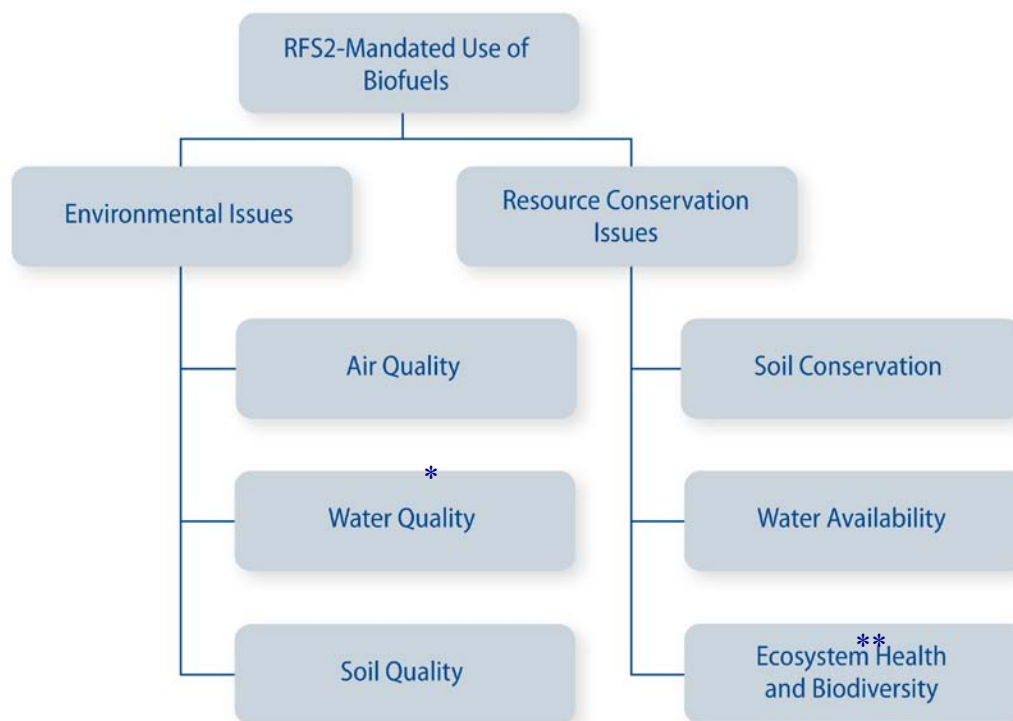 RFS2-Mandated Use of
Biofuels
Environmental Issues
Resource Conservation
Issues
Air Quality
Soil Conservation
*
Water Quality
Water Availability
Soil Quality
**
Ecosystem Health
and Biodiversity